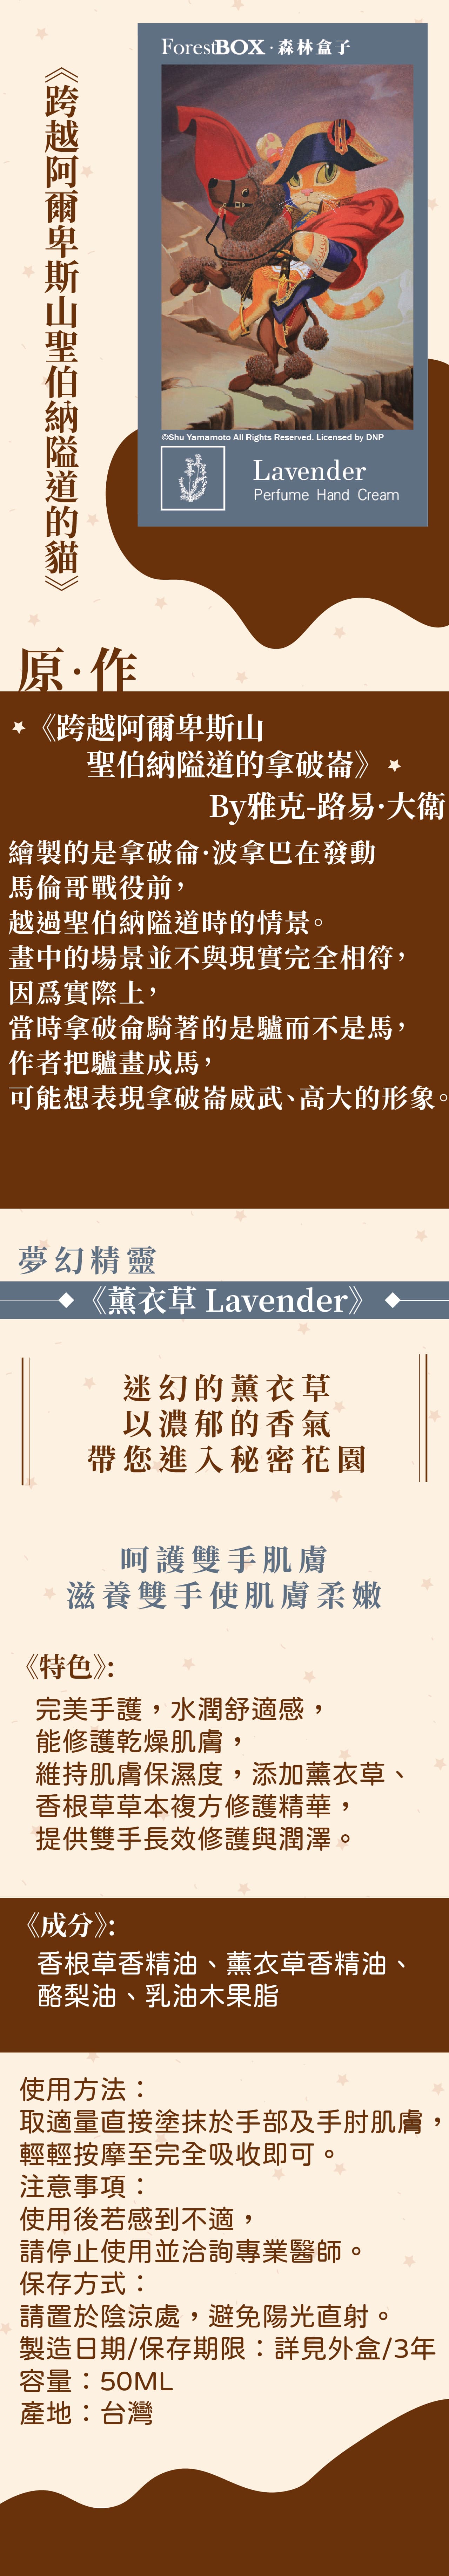 ForestBOX·森林盒子
《跨越阿爾卑斯山聖伯納隘道的貓》
©Shu Yamamoto All Rights Reserved. Licensed by DNP
Lavender
Perfume Hand Cream
原·作
《跨越阿爾卑斯山
聖伯納隘道的拿破崙》
By雅克-路易·大衛
繪製的是拿破侖·波拿巴在發動
馬倫哥戰役前，
越過聖伯納隘道時的情景。
畫中的場景並不與現實完全相符，
因爲實際上，
當時拿破侖騎著的是驢而不是馬，
作者把驢畫成馬，
可能想表現拿破崙威武、高大的形象。
夢幻精靈
《薰衣草 Lavender》
迷幻的薰衣草
以濃郁的香氣
帶您進入秘密花園
呵護雙手肌膚
滋養雙手使肌膚柔嫩
《特色》：
完美手護，水潤舒適感，
能修護乾燥肌膚，
維持肌膚保濕度，添加薰衣草、
香根草草本複方修護精華，
提供雙手長效修護與潤澤。
《成分》：
香根草香精油、薰衣草香精油、
酪梨油、乳油木果脂
使用方法：
取適量直接塗抹於手部及手肘肌膚，
輕輕按摩至完全吸收即可。
注意事項：
使用後若感到不適，
請停止使用並洽詢專業醫師。
保存方式：
請置於陰涼處，避免陽光直射。
製造日期/保存期限：詳見外盒/3年
容量：50ML
產地：台灣